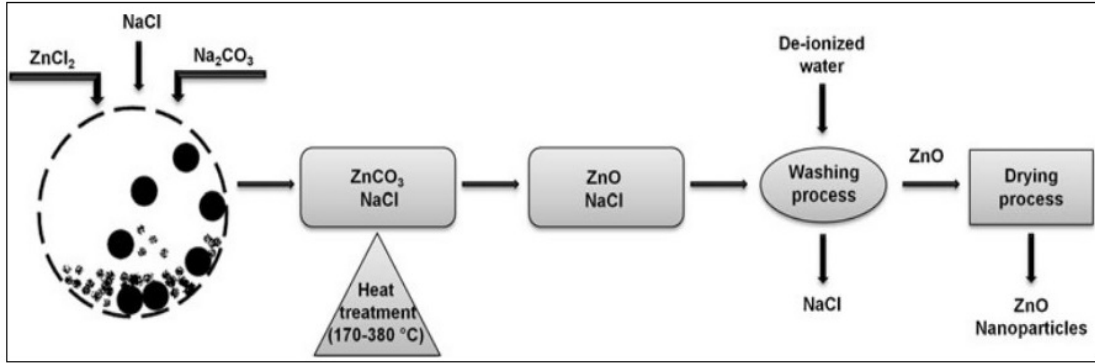 NaCl
ZnCl₂
Na₂CO₃
ZnCO₃
NaCl
Heat
treatment
(170-380 °C)
ZnO
NaCl
De-ionized
water
Washing
process
NaCl
ZnO
Drying
process
ZnO
Nanoparticles